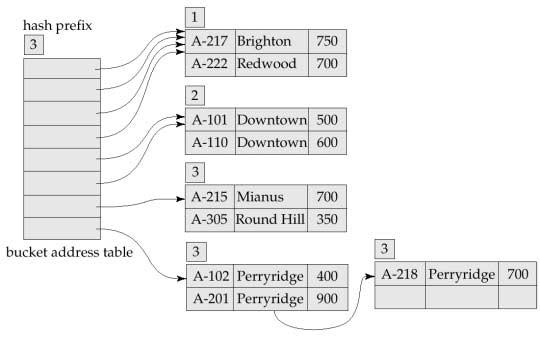 hash prefix
3
1
A-217 Brighton 750
A-222 Redwood 700
2
A-101 Downtown 500
A-110 Downtown 600
3
A-215 Mianus 700
A-305 Round Hill 350
bucket address table
3
A-102 Perryridge 400
A-201 Perryridge 900
3
A-218 Perryridge 700